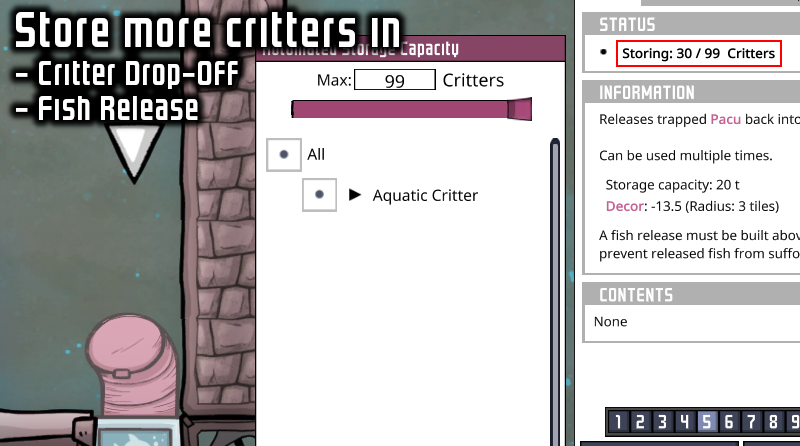 Store more critters in
- Critter Drop-Off
- Fish Release
Automated Storage Capacity
Max: 99 Critters
All
Aquatic Critter
STATUS
• Storing: 30 / 99 Critters
INFORMATION
Releases trapped Pacu back into
Can be used multiple times.
Storage capacity: 20 t
Decor: -13.5 (Radius: 3 tiles)
A fish release must be built abov
prevent released fish from suffo
CONTENTS
None
1 2 3 4 5 6 7 8 9